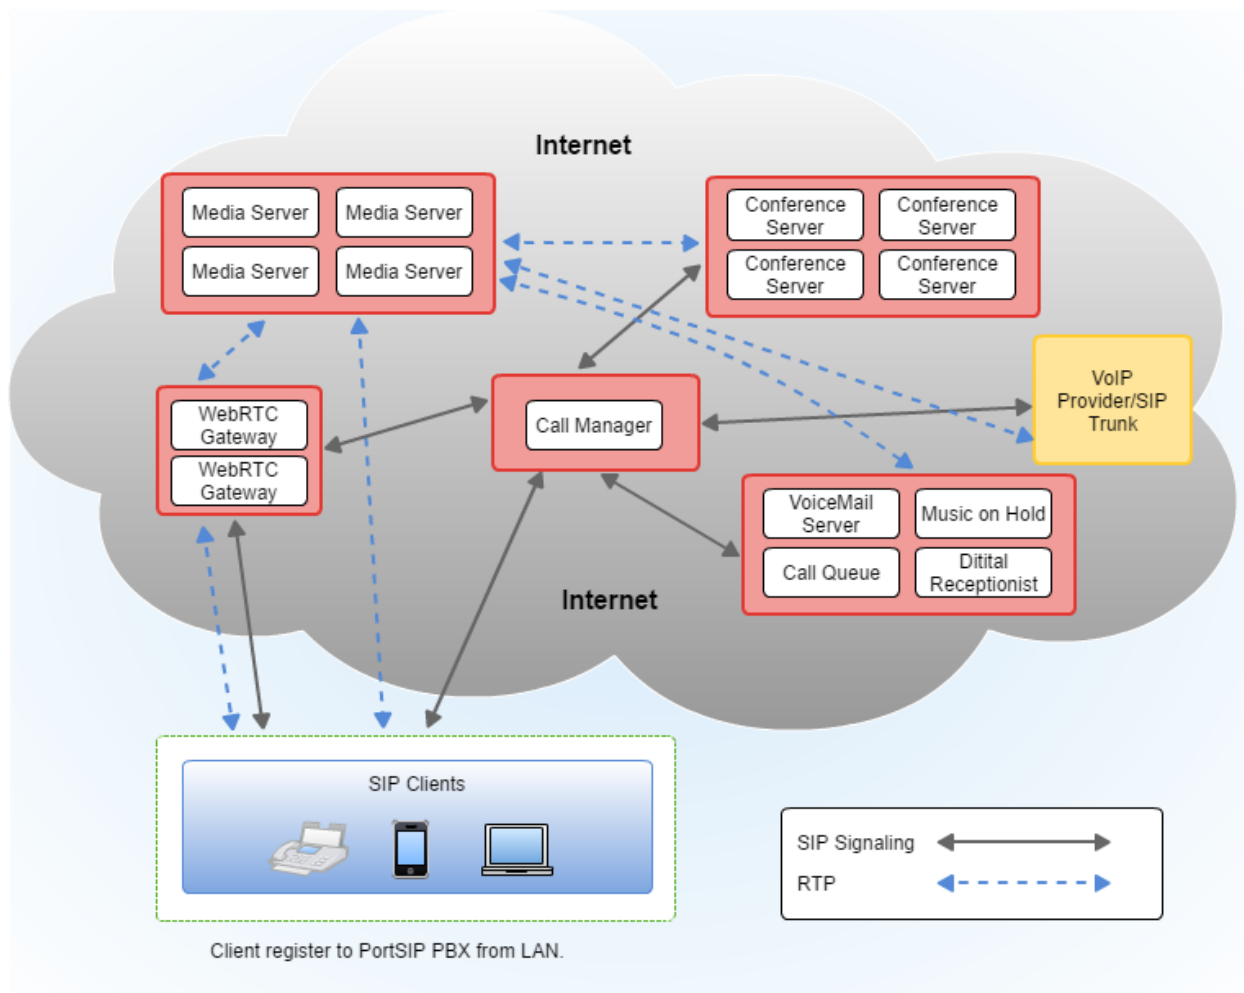 Internet
Media Server
Media Server
Media Server
Media Server
Conference
Server
Conference
Server
Conference
Server
Conference
Server
WebRTC
Gateway
WebRTC
Gateway
Call Manager
VoIP
Provider/SIP
Trunk
VoiceMail
Server
Music on Hold
Call Queue
Ditital
Receptionist
Internet
SIP Clients
SIP Signaling
RTP
Client register to PortSIP PBX from LAN.